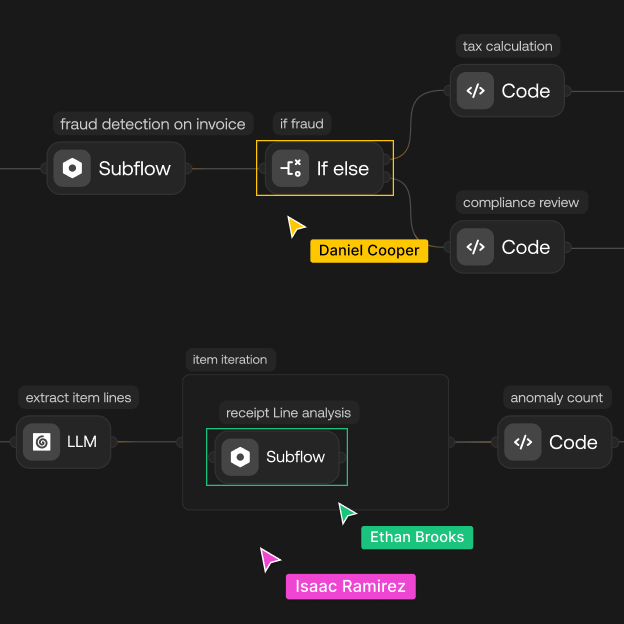 tax calculation
</> Code
fraud detection on invoice
if fraud
Subflow
If else
compliance review
</> Code
Daniel Cooper
item iteration
extract item lines
receipt Line analysis
anomaly count
LLM
Subflow
</> Code
Ethan Brooks
Isaac Ramirez